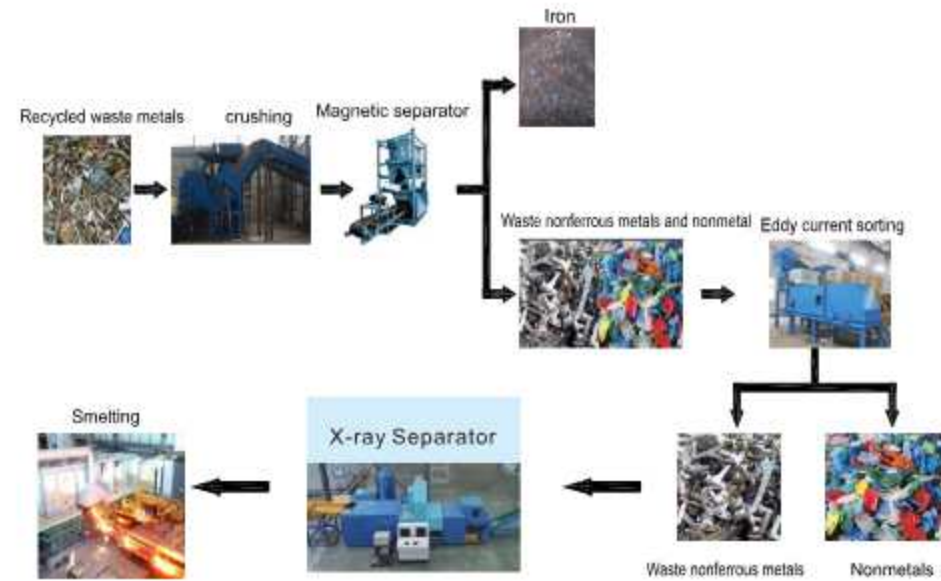 Iron
Recycled waste metals
crushing
Magnetic separator
Waste nonferrous metals and nonmetal
Eddy current sorting
Smelting
X-ray Separator
Waste nonferrous metals
Nonmetals